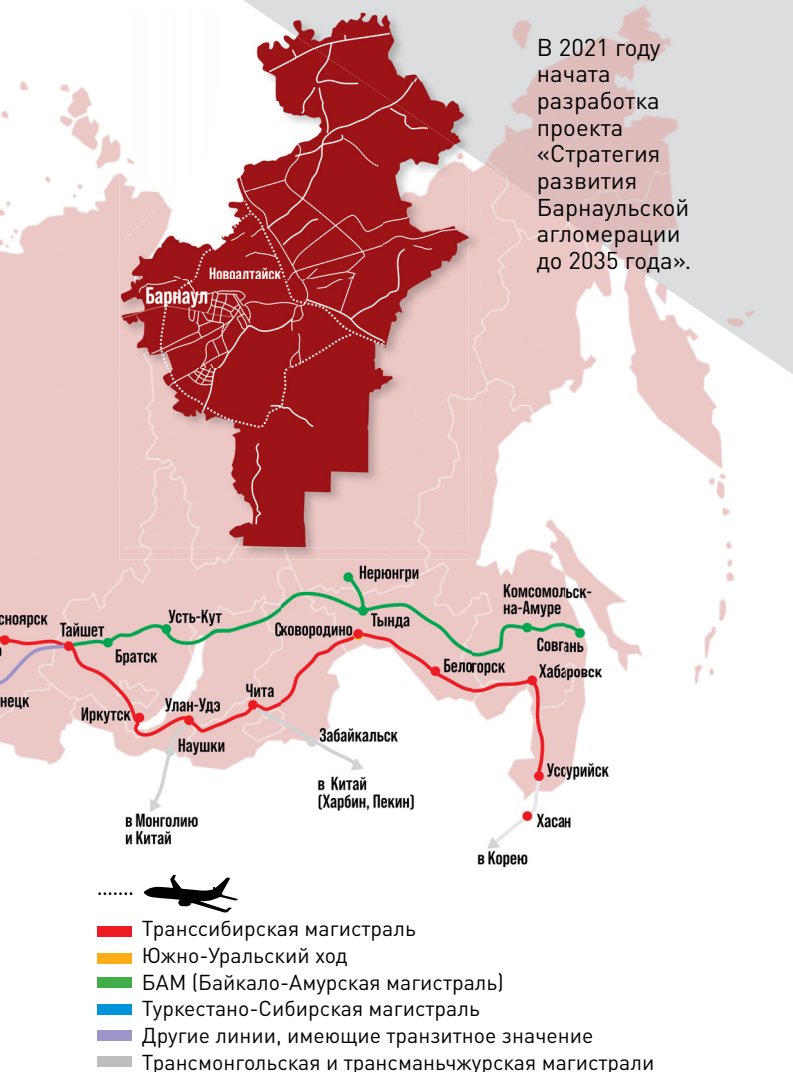 В 2021 году
начата
разработка
проекта
«Стратегия
развития
Барнаульской
агломерации
до 2035 года».
Новоалтайск
Барнаул
Нерюнгри
Комсомольск-
на-Амуре
Тайшет
Усть-Кут
Сковородино
Тында
Братск
Совгань
Белогорск
Хабаровск
Чита
Иркутск
Улан-Удэ
Наушки
Забайкальск
Уссурийск
в Китай
(Харбин, Пекин)
в Монголию
и Китай
Хасан
в Корею
Транссибирская магистраль
Южно-Уральский ход
БАМ (Байкало-Амурская магистраль)
Туркестано-Сибирская магистраль
Другие линии, имеющие транзитное значение
Трансмонгольская и трансманьчжурская магистрали